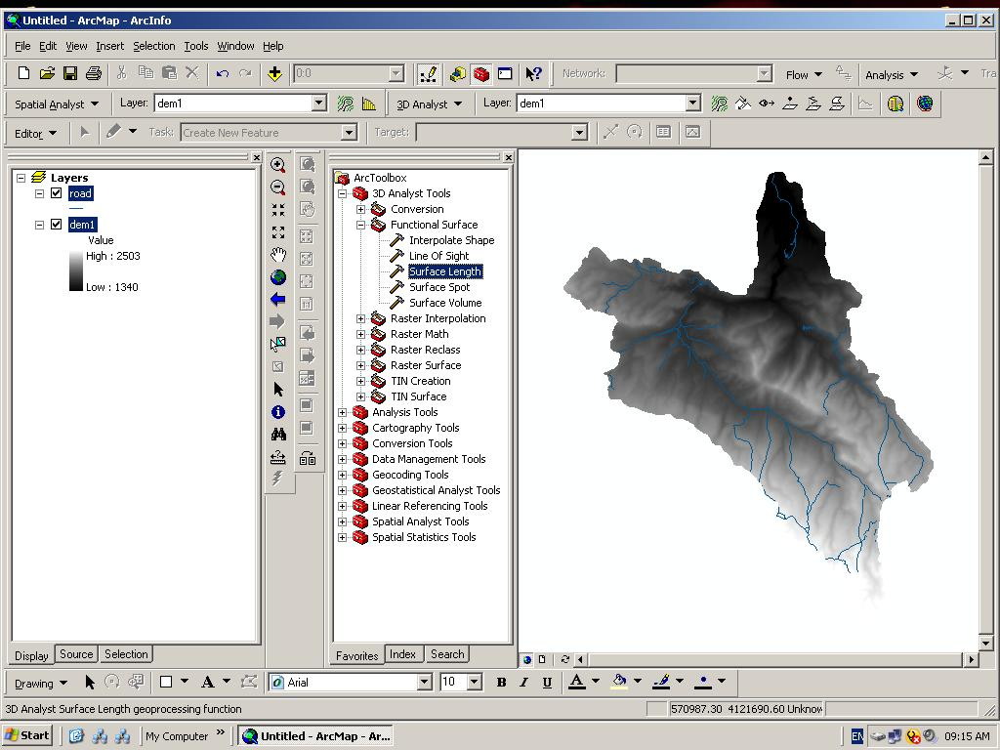 Untitled - ArcMap - ArcInfo
File Edit View Insert Selection Tools Window Help
0:0 Network: Flow Analysis Tra
Spatial Analyst Layer: dem1 3D Analyst Layer: dem1
Editor Task: Create New Feature Target:
Layers
road
dem1
Value
High : 2503
Low : 1340
Display Source Selection
ArcToolbox
3D Analyst Tools
Conversion
Functional Surface
Interpolate Shape
Line Of Sight
Surface Length
Surface Spot
Surface Volume
Raster Interpolation
Raster Math
Raster Reclass
Raster Surface
TIN Creation
TIN Surface
Analysis Tools
Cartography Tools
Conversion Tools
Data Management Tools
Geocoding Tools
Geostatistical Analyst Tools
Linear Referencing Tools
Spatial Analyst Tools
Spatial Statistics Tools
Favorites Index Search
Drawing A Arial 10 B I U A
3D Analyst Surface Length geoprocessing function
570987.30 4121690.60 Unknow
Start My Computer » Untitled - ArcMap - Ar... EN 09:15 AM